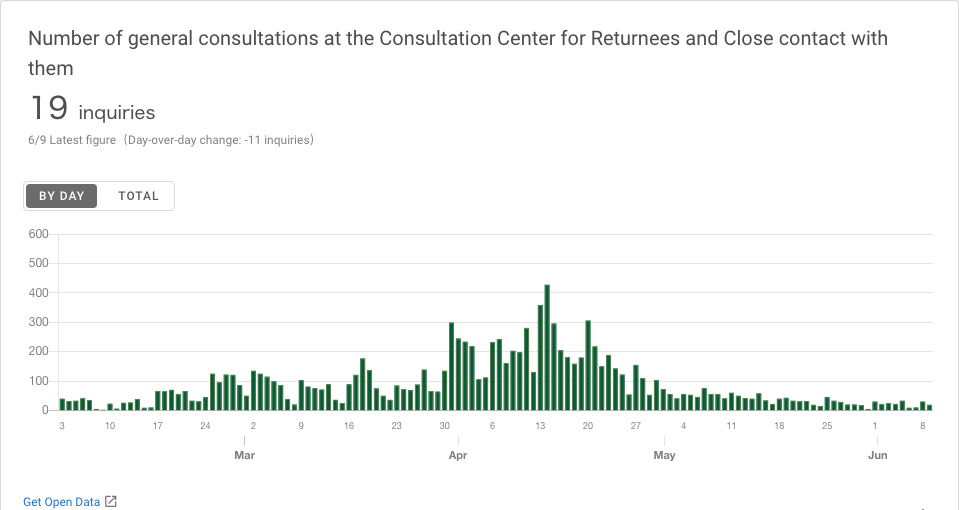 Number of general consultations at the Consultation Center for Returnees and Close contact with
them
19 inquiries
6/9 Latest figure (Day-over-day change: -11 inquiries)
BY DAY TOTAL
600
500
400
300
200
100
0
3 10 17 24 2 9 16 23 30 6 13 20 27 4 11 18 25 1 8
Mar Apr May Jun
Get Open Data